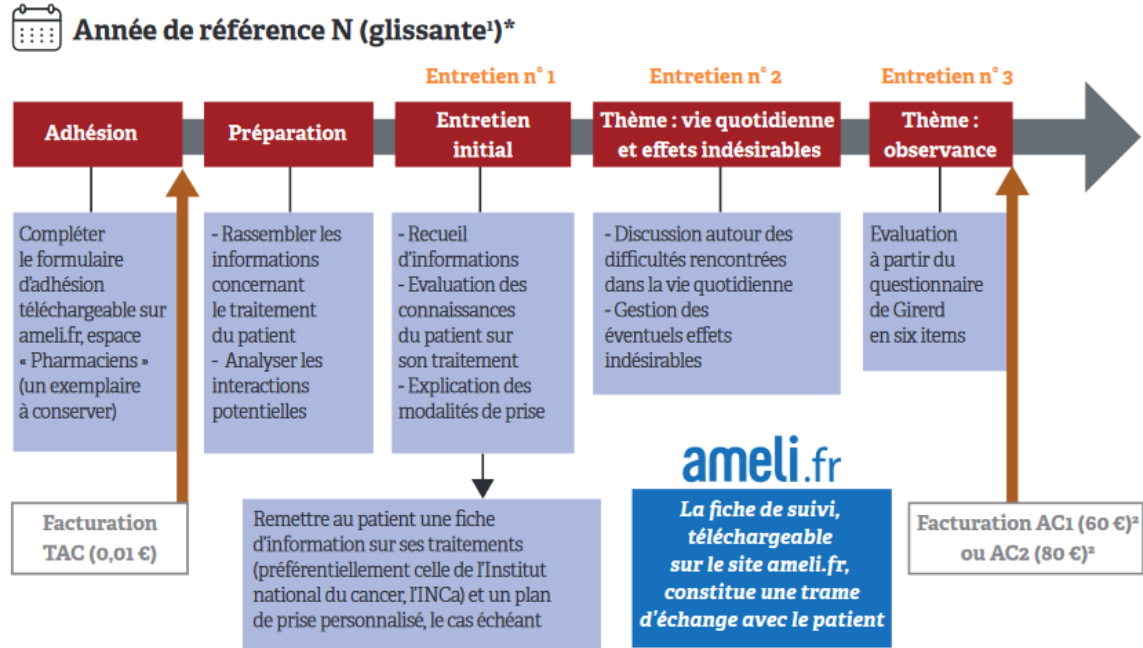 Année de référence N (glissante¹)*
Entretien n° 1
Entretien n° 2
Entretien n° 3
Adhésion
Préparation
Entretien
initial
Thème : vie quotidienne
et effets indésirables
Thème :
observance
Compléter
le formulaire
d'adhésion
téléchargeable sur
ameli.fr, espace
« Pharmaciens »
(un exemplaire
à conserver)
- Rassembler les
informations
concernant
le traitement
du patient
- Analyser les
interactions
potentielles
- Recueil
d'informations
- Evaluation des
connaissances
du patient sur
son traitement
- Explication des
modalités de prise
- Discussion autour des
difficultés rencontrées
dans la vie quotidienne
- Gestion des
éventuels effets
indésirables
Evaluation
à partir du
questionnaire
de Girerd
en six items
Facturation
TAC (0,01 €)
Remettre au patient une fiche
d'information sur ses traitements
(préférentiellement celle de l'Institut
national du cancer, l'INCa) et un plan
de prise personnalisé, le cas échéant
ameli.fr
La fiche de suivi,
téléchargeable
sur le site ameli.fr,
constitue une trame
d'échange avec le patient
Facturation AC1 (60 €)²
ou AC2 (80 €)²